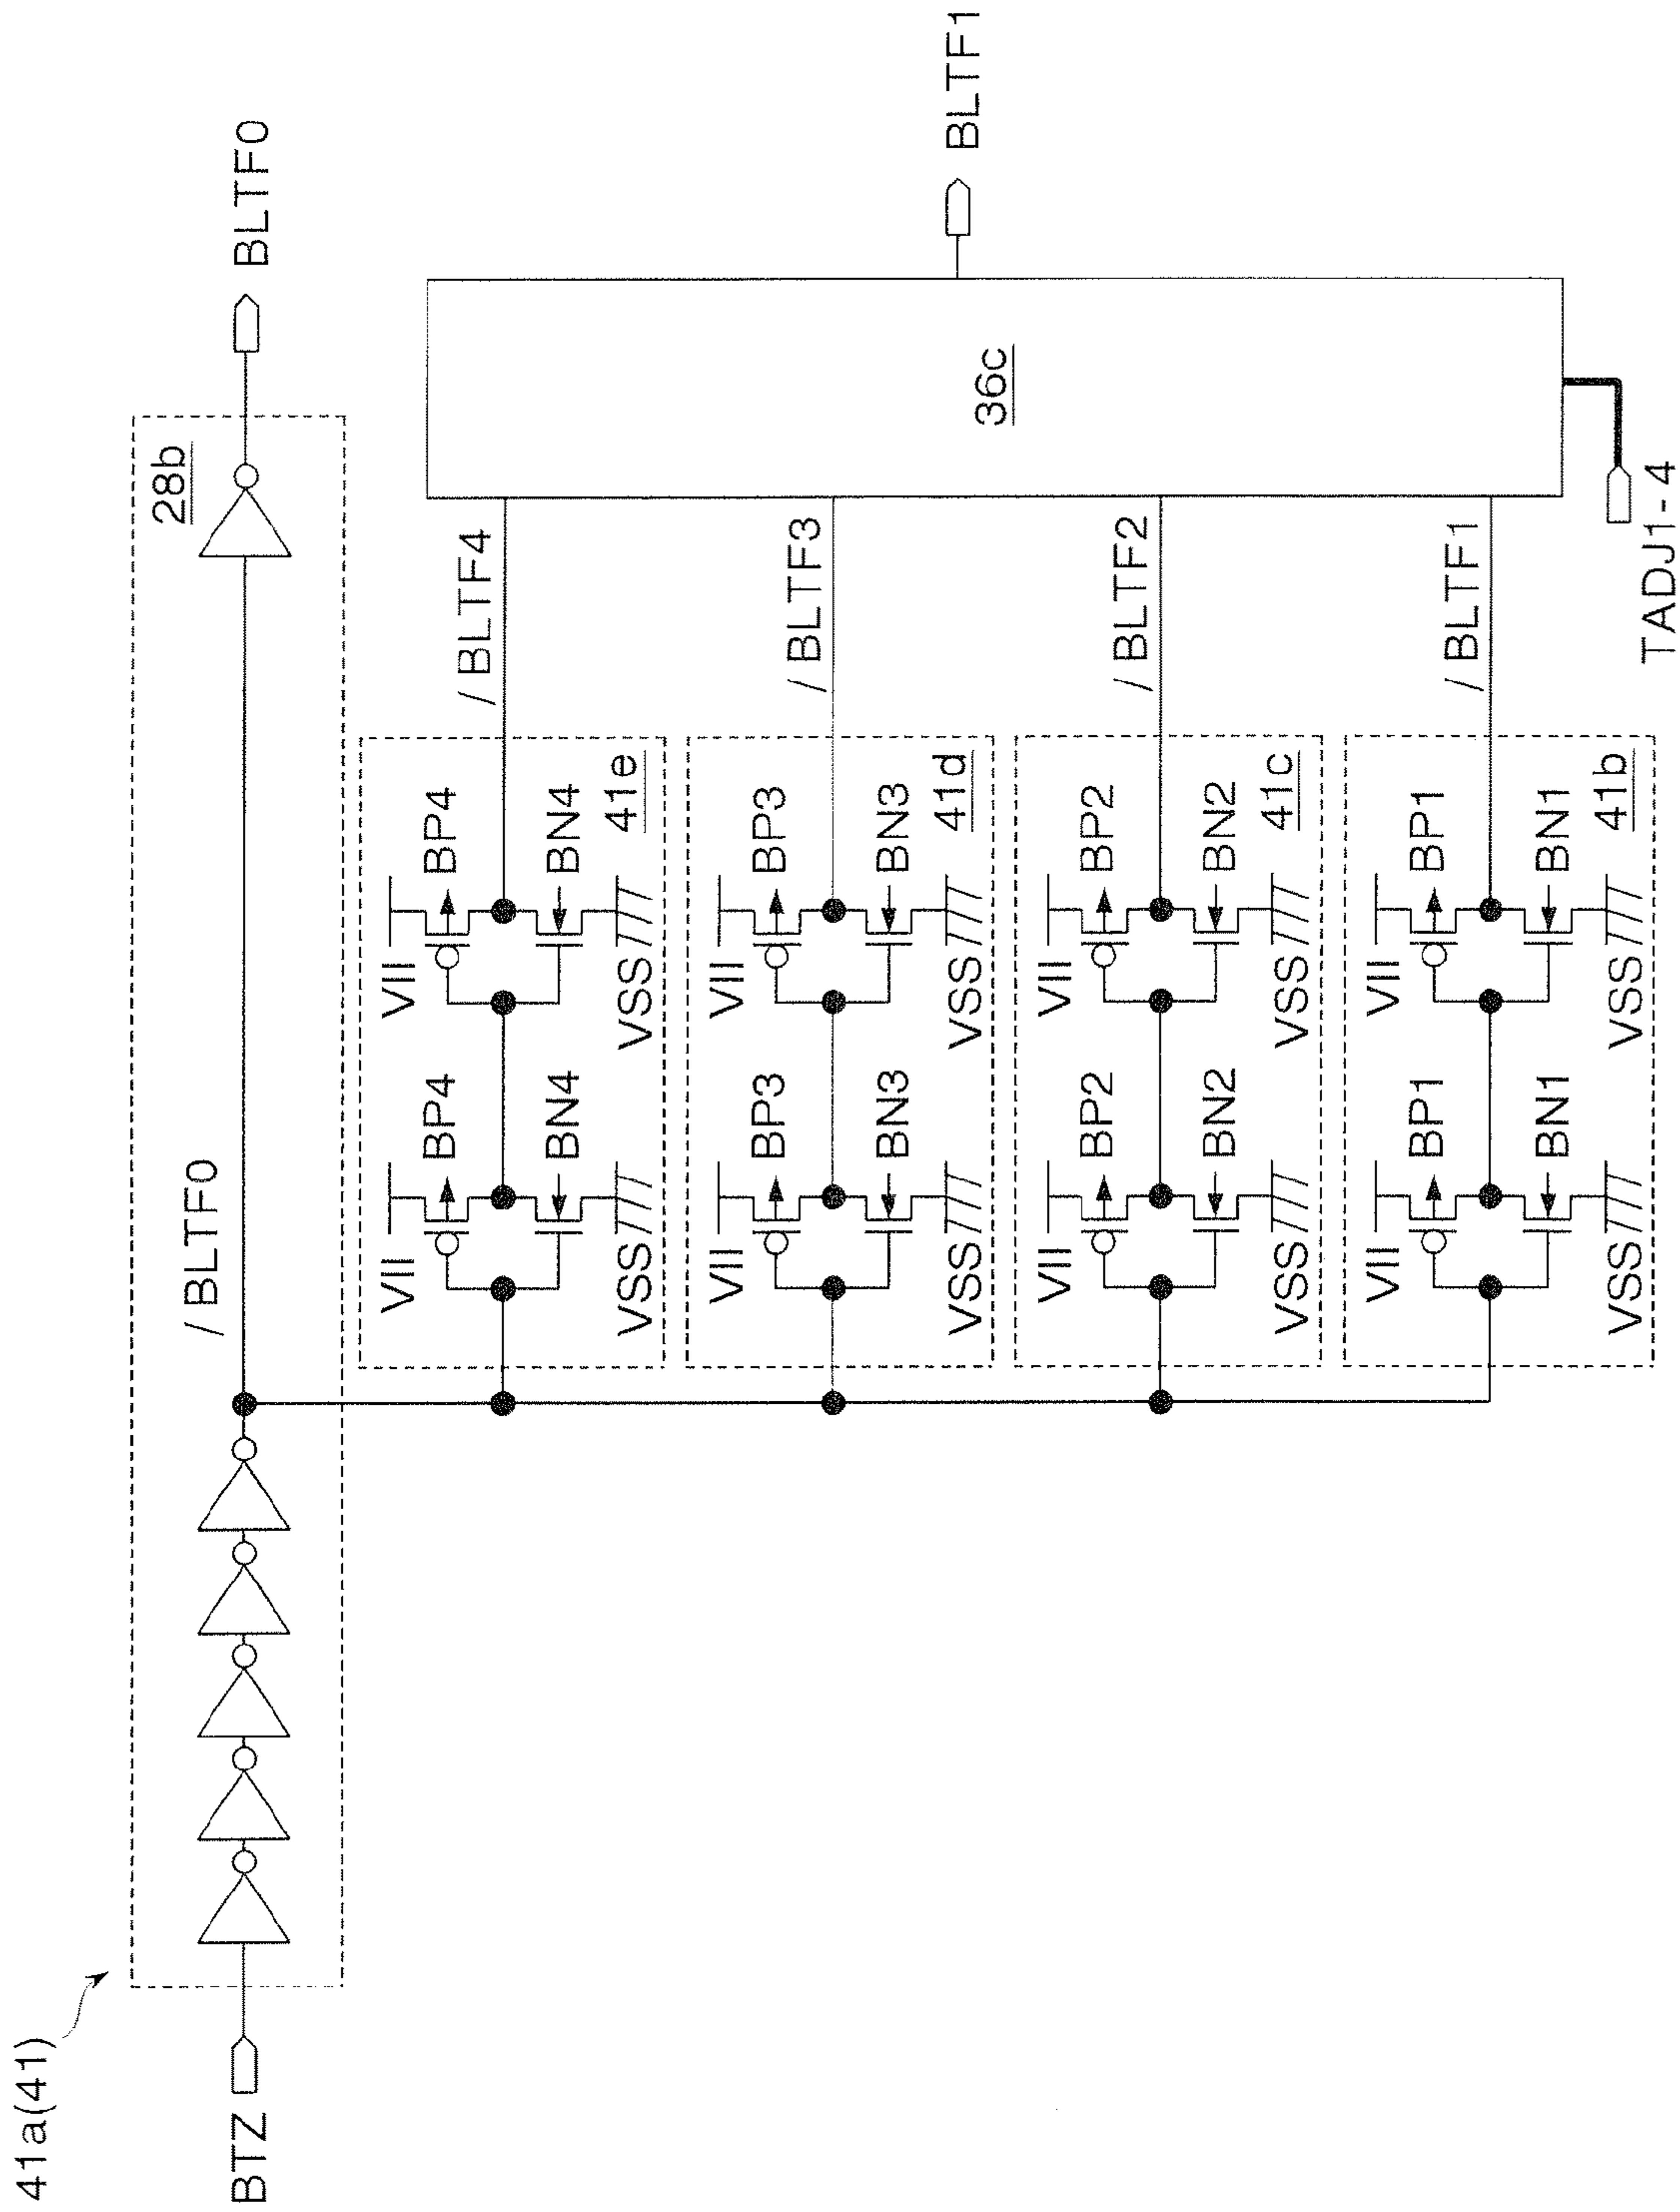 41a(41)
BTZ
/BLTF0
28b
BLTF0
VII
BP4
VII
BP4
/BLTF4
BN4
BN4
VSS
VSS
41e
VII
BP3
VII
BP3
/BLTF3
BN3
BN3
VSS
VSS
41d
VII
BP2
VII
BP2
/BLTF2
BN2
BN2
VSS
VSS
41c
VII
BP1
VII
BP1
/BLTF1
BN1
BN1
VSS
VSS
41b
36c
BLTF1
TADJ1-4